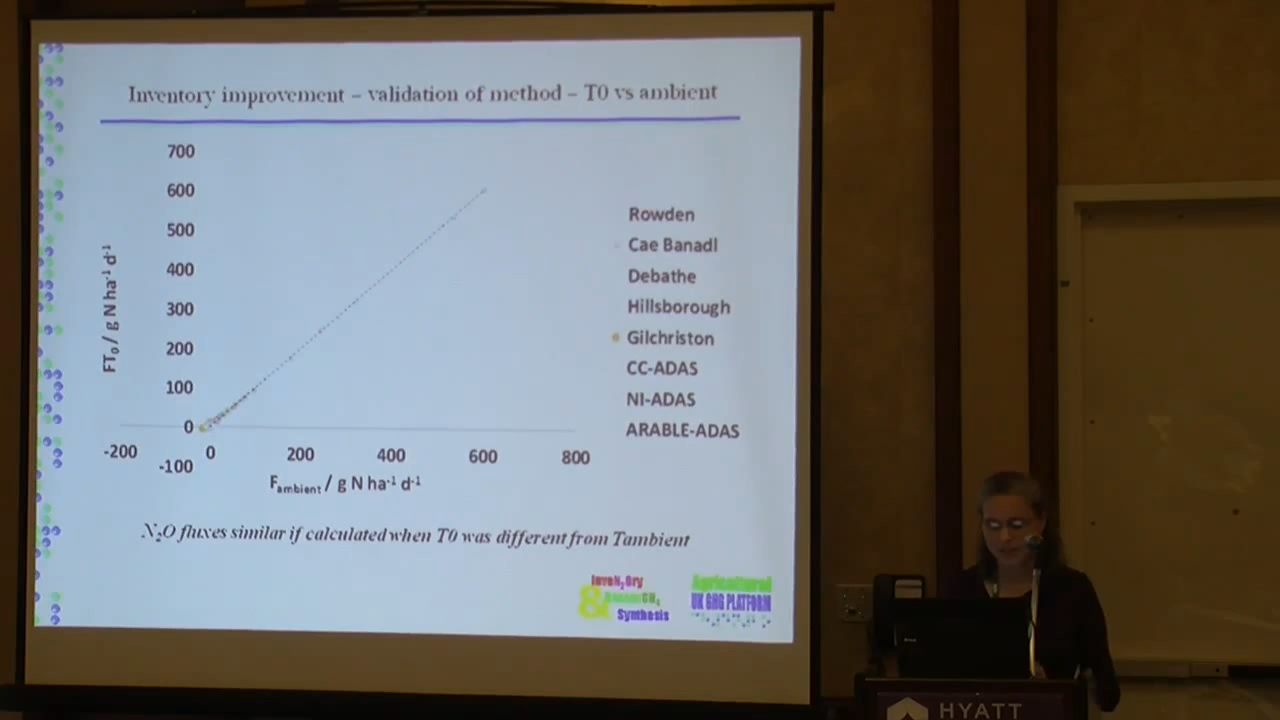 Inventory improvement – validation of method – T0 vs ambient
700
600
500
400
300
200
100
0
-100
-200 0 200 400 600 800
FT₀ / g N ha⁻¹ d⁻¹
F_ambient / g N ha⁻¹ d⁻¹
Rowden
Cae Banadl
Debathe
Hillsborough
Gilchriston
CC-ADAS
NI-ADAS
ARABLE-ADAS
N₂O fluxes similar if calculated when T0 was different from Tambient
InveN₂Ory
&
CH₄
Synthesis
Agricultural
UK GHG PLATFORM
HYATT